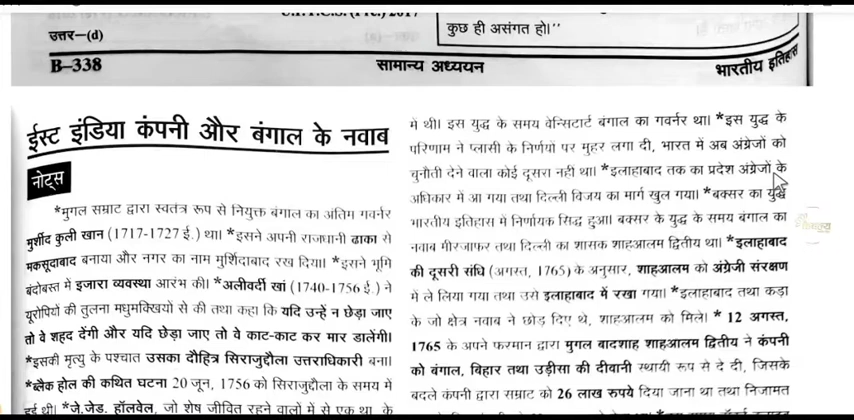 उत्तर–(d)
कुछ ही असंगत हो।’’
B–338
सामान्य अध्ययन
भारतीय इतिहास
ईस्ट इंडिया कंपनी और बंगाल के नवाब
नोट्स
*मुगल सम्राट द्वारा स्वतंत्र रूप से नियुक्त बंगाल का अंतिम गवर्नर
मुर्शीद कुली खान (1717-1727 ई.) था। *इसने अपनी राजधानी ढाका से
मकसूदाबाद बनाया और नगर का नाम मुर्शिदाबाद रख दिया। *इसने भूमि
बंदोबस्त में इजारा व्यवस्था आरंभ की। *अलीवर्दी खां (1740-1756 ई.) ने
यूरोपियों की तुलना मधुमक्खियों से की तथा कहा कि यदि उन्हें न छेड़ा जाए
तो वे शहद देंगी और यदि छेड़ा जाए तो वे काट-काट कर मार डालेंगी।
*इसकी मृत्यु के पश्चात उसका दौहित्र सिराजुद्दौला उत्तराधिकारी बना।
*ब्लैक होल की कथित घटना 20 जून, 1756 को सिराजुद्दौला के समय में
हुई थी। *जे.जेड. हॉलवेल, जो शेष जीवित रहने वालों में से एक था, के
में थी। इस युद्ध के समय वेन्सिटार्ट बंगाल का गवर्नर था। *इस युद्ध के
परिणाम ने प्लासी के निर्णयों पर मुहर लगा दी, भारत में अब अंग्रेजों को
चुनौती देने वाला कोई दूसरा नहीं था। *इलाहाबाद तक का प्रदेश अंग्रेजों के
अधिकार में आ गया तथा दिल्ली विजय का मार्ग खुल गया। *बक्सर का युद्ध
भारतीय इतिहास में निर्णायक सिद्ध हुआ। बक्सर के युद्ध के समय बंगाल का
नवाब मीरजाफर तथा दिल्ली का शासक शाहआलम द्वितीय था। *इलाहाबाद
की दूसरी संधि (अगस्त, 1765) के अनुसार, शाहआलम को अंग्रेजी संरक्षण
में ले लिया गया तथा उसे इलाहाबाद में रखा गया। *इलाहाबाद तथा कड़ा
के जो क्षेत्र नवाब ने छोड़ दिए थे, शाहआलम को मिले। * 12 अगस्त,
1765 के अपने फरमान द्वारा मुगल बादशाह शाहआलम द्वितीय ने कंपनी
को बंगाल, बिहार तथा उड़ीसा की दीवानी स्थायी रूप से दे दी, जिसके
बदले कंपनी द्वारा सम्राट को 26 लाख रुपये दिया जाना था तथा निजामत